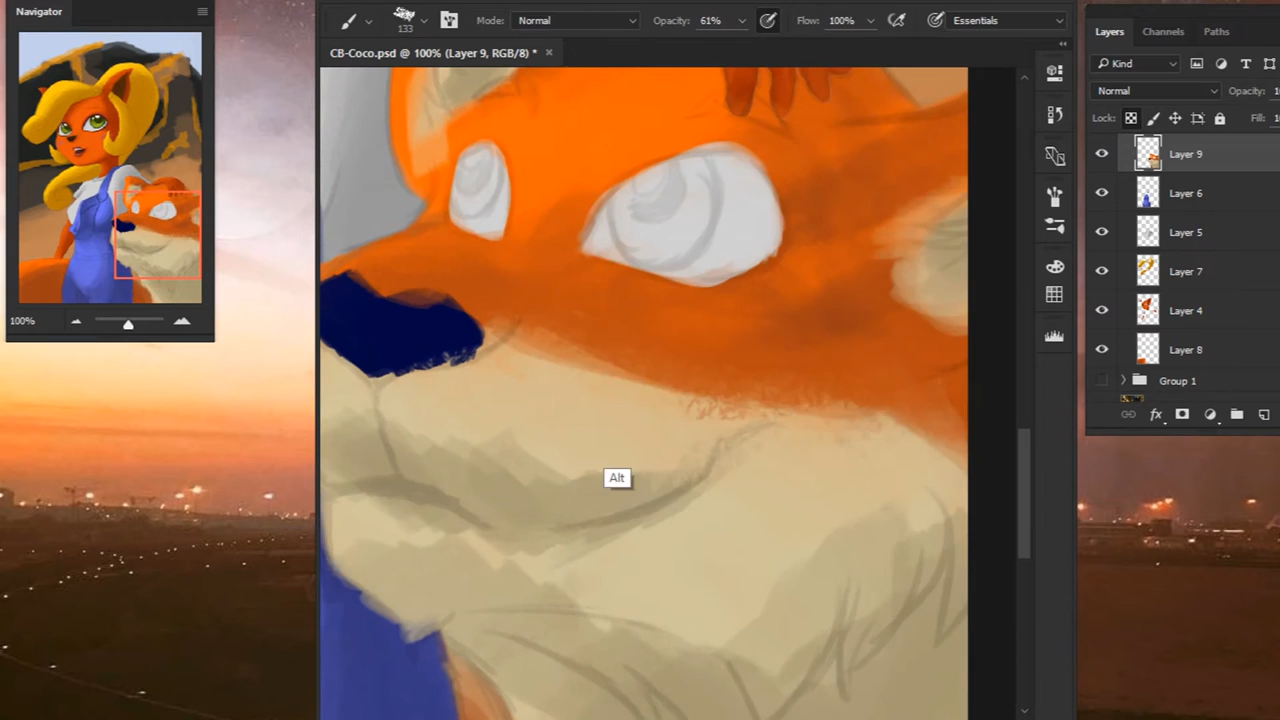 Navigator
100%
133
Mode: Normal
Opacity: 61%
Flow: 100%
Essentials
CB-Coco.psd @ 100% (Layer 9, RGB/8) *
Alt
Layers
Channels
Paths
Kind
Normal
Opacity:
Lock:
Fill:
Layer 9
Layer 6
Layer 5
Layer 7
Layer 4
Layer 8
Group 1
fx